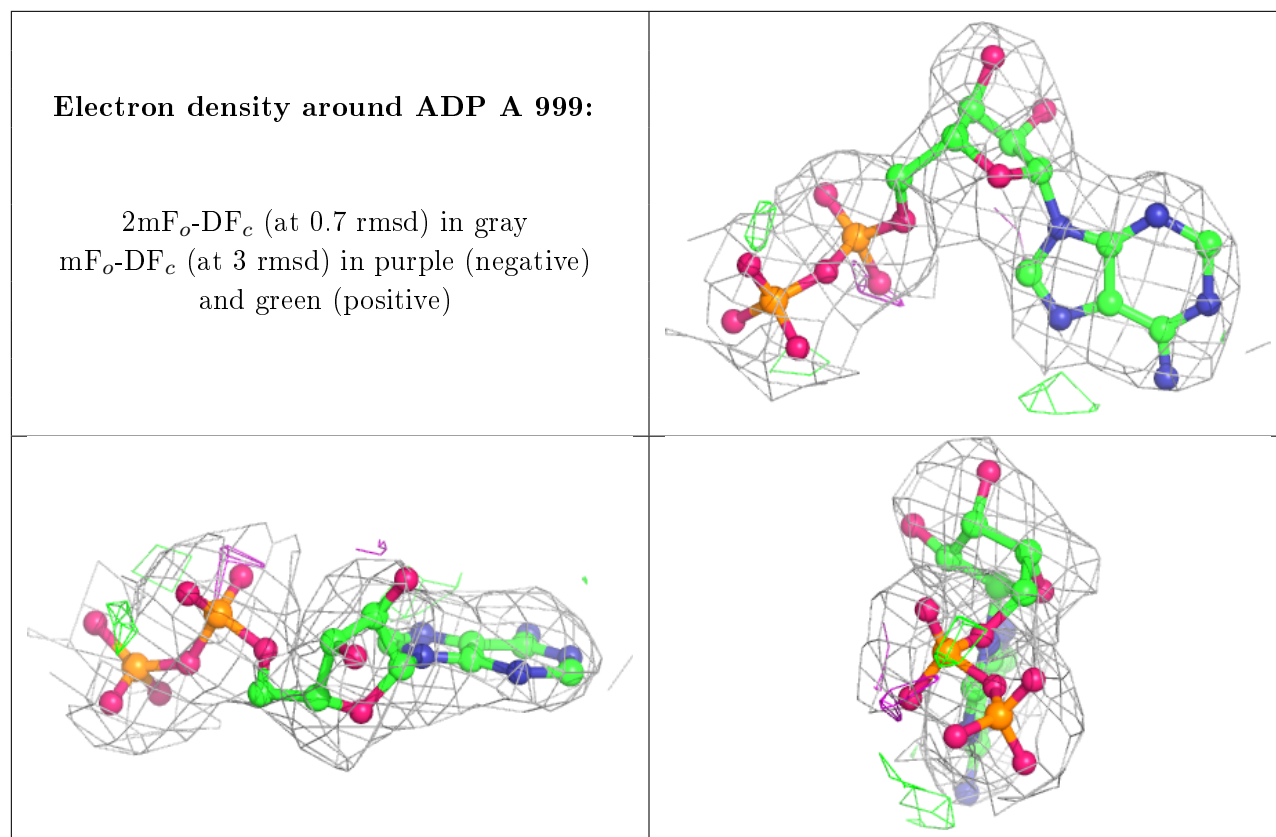 Electron density around ADP A 999:
2mFₒ-DF𝒸 (at 0.7 rmsd) in gray
mFₒ-DF𝒸 (at 3 rmsd) in purple (negative)
and green (positive)